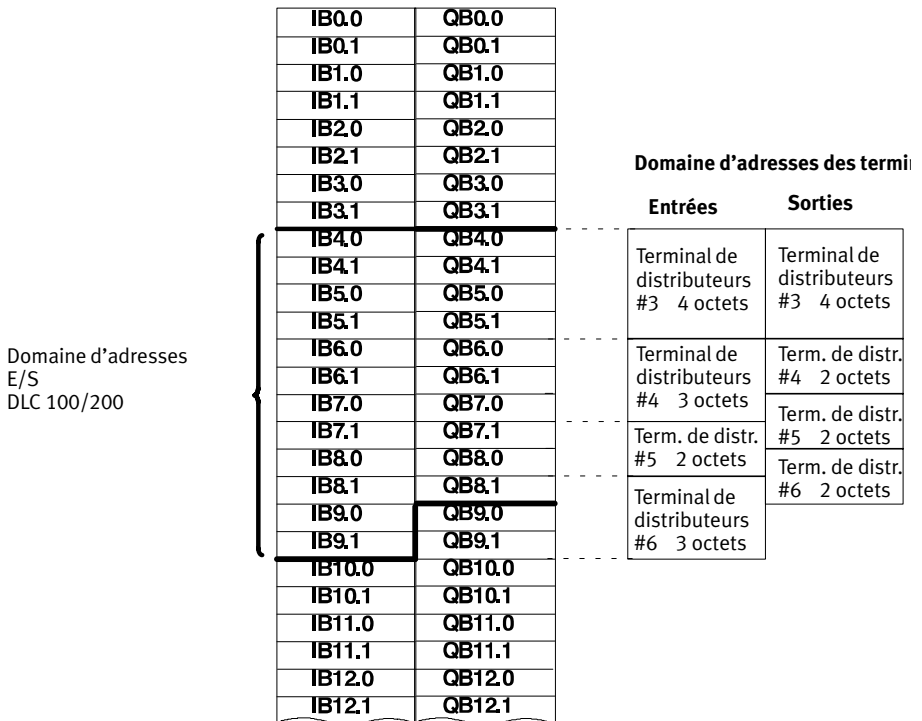 IB0.0 QB0.0
IB0.1 QB0.1
IB1.0 QB1.0
IB1.1 QB1.1
IB2.0 QB2.0
IB2.1 QB2.1
IB3.0 QB3.0
IB3.1 QB3.1
IB4.0 QB4.0
IB4.1 QB4.1
IB5.0 QB5.0
IB5.1 QB5.1
IB6.0 QB6.0
IB6.1 QB6.1
IB7.0 QB7.0
IB7.1 QB7.1
IB8.0 QB8.0
IB8.1 QB8.1
IB9.0 QB9.0
IB9.1 QB9.1
IB10.0 QB10.0
IB10.1 QB10.1
IB11.0 QB11.0
IB11.1 QB11.1
IB12.0 QB12.0
IB12.1 QB12.1
Domaine d'adresses
E/S
DLC 100/200
Domaine d'adresses des termi
Entrées
Terminal de
distributeurs
#3 4 octets
Terminal de
distributeurs
#4 3 octets
Term. de distr.
#5 2 octets
Terminal de
distributeurs
#6 3 octets
Sorties
Terminal de
distributeurs
#3 4 octets
Term. de distr.
#4 2 octets
Term. de distr.
#5 2 octets
Term. de distr.
#6 2 octets